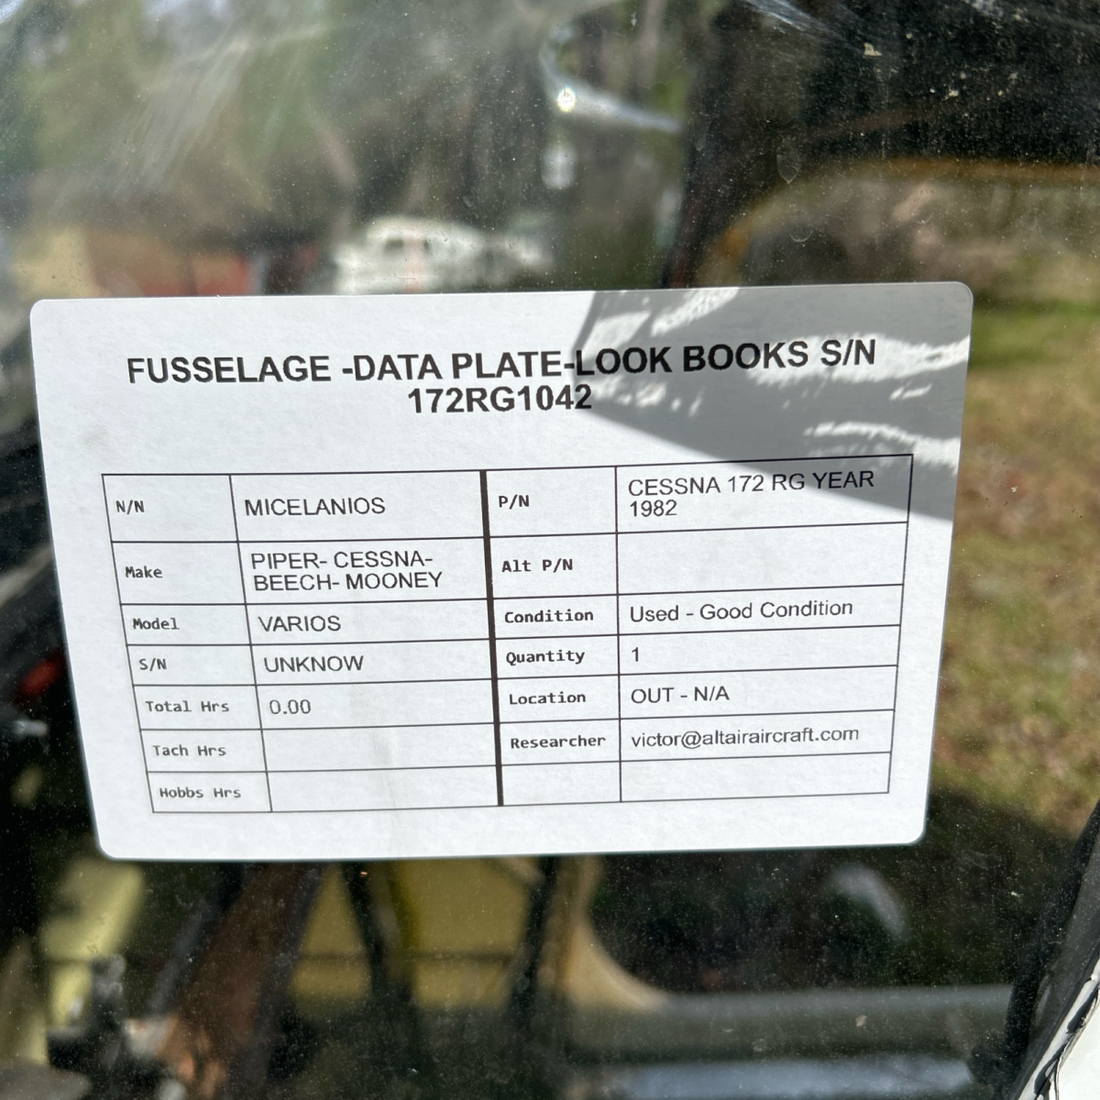 FUSSELAGE -DATA PLATE-LOOK BOOKS S/N
172RG1042
N/N MICELANIOS P/N CESSNA 172 RG YEAR
1982
Make PIPER- CESSNA-
BEECH- MOONEY Alt P/N
Model VARIOS Condition Used - Good Condition
S/N UNKNOW Quantity 1
Total Hrs 0.00 Location OUT - N/A
Tach Hrs Researcher victor@altairaircraft.com
Hobbs Hrs